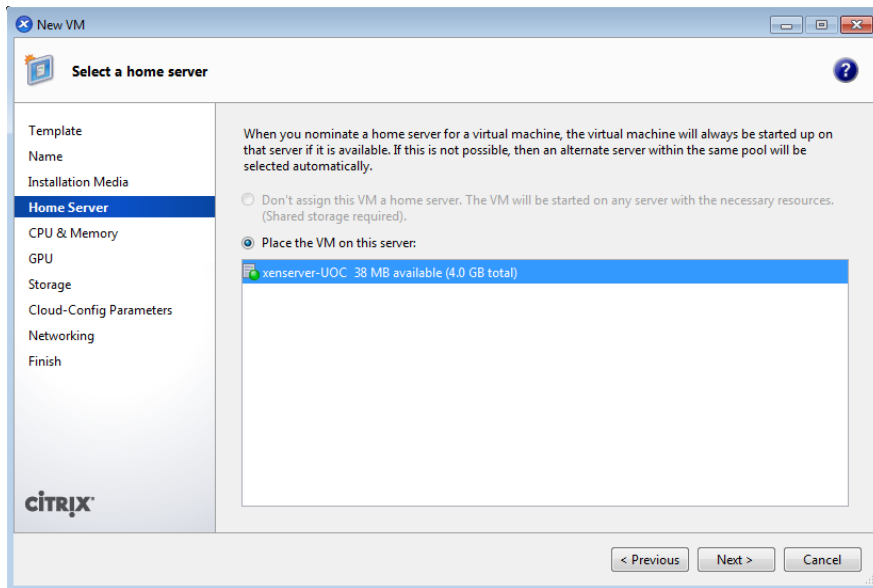 New VM
Select a home server
?
Template
Name
Installation Media
Home Server
CPU & Memory
GPU
Storage
Cloud-Config Parameters
Networking
Finish
When you nominate a home server for a virtual machine, the virtual machine will always be started up on
that server if it is available. If this is not possible, then an alternate server within the same pool will be
selected automatically.
Don't assign this VM a home server. The VM will be started on any server with the necessary resources.
(Shared storage required).
Place the VM on this server:
xenserver-UOC 38 MB available (4.0 GB total)
CITRIX
< Previous
Next >
Cancel